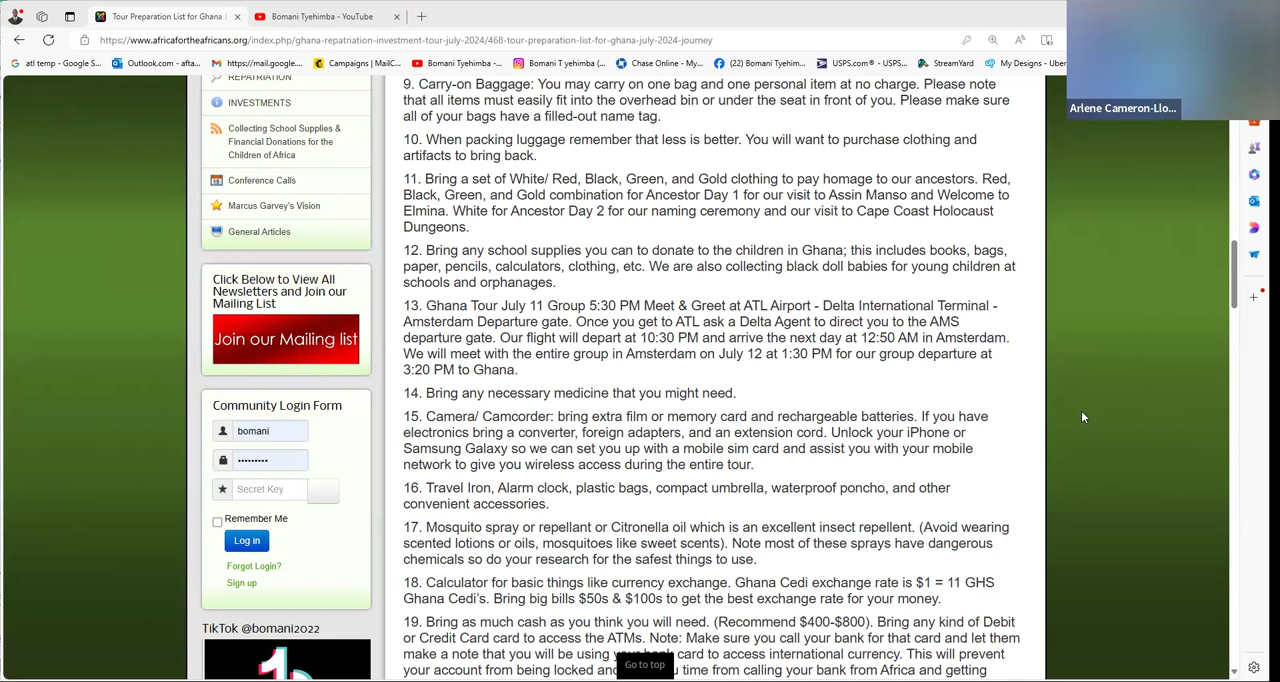 Tour Preparation List for Ghana J
Bomani Tyehimba - YouTube
https://www.africafortheafricans.org/index.php/ghana-repatriation-investment-tour-july-2024/468-tour-preparation-list-for-ghana-july-2024-journey
atl temp - Google S...
Outlook.com - afta...
https://mail.google...
Campaigns | MailC...
Bomani Tyehim...
Bomani T yehimba (...
Chase Online - My...
(22) Bomani Tyehim...
USPS.com® - USPS...
StreamYard
My Designs - Uber
Arlene Cameron-Llo...
REPATRIATION
INVESTMENTS
Collecting School Supplies &
Financial Donations for the
Children of Africa
Conference Calls
Marcus Garvey's Vision
General Articles
Click Below to View All
Newsletters and Join our
Mailing List
Join our Mailing list
Community Login Form
bomani
•••••••••
Secret Key
Remember Me
Log in
Forgot Login?
Sign up
TikTok @bomani2022
9. Carry-on Baggage: You may carry on one bag and one personal item at no charge. Please note
that all items must easily fit into the overhead bin or under the seat in front of you. Please make sure
all of your bags have a filled-out name tag.
10. When packing luggage remember that less is better. You will want to purchase clothing and
artifacts to bring back.
11. Bring a set of White/ Red, Black, Green, and Gold clothing to pay homage to our ancestors. Red,
Black, Green, and Gold combination for Ancestor Day 1 for our visit to Assin Manso and Welcome to
Elmina. White for Ancestor Day 2 for our naming ceremony and our visit to Cape Coast Holocaust
Dungeons.
12. Bring any school supplies you can to donate to the children in Ghana; this includes books, bags,
paper, pencils, calculators, clothing, etc. We are also collecting black doll babies for young children at
schools and orphanages.
13. Ghana Tour July 11 Group 5:30 PM Meet & Greet at ATL Airport - Delta International Terminal -
Amsterdam Departure gate. Once you get to ATL ask a Delta Agent to direct you to the AMS
departure gate. Our flight will depart at 10:30 PM and arrive the next day at 12:50 AM in Amsterdam.
We will meet with the entire group in Amsterdam on July 12 at 1:30 PM for our group departure at
3:20 PM to Ghana.
14. Bring any necessary medicine that you might need.
15. Camera/ Camcorder: bring extra film or memory card and rechargeable batteries. If you have
electronics bring a converter, foreign adapters, and an extension cord. Unlock your iPhone or
Samsung Galaxy so we can set you up with a mobile sim card and assist you with your mobile
network to give you wireless access during the entire tour.
16. Travel Iron, Alarm clock, plastic bags, compact umbrella, waterproof poncho, and other
convenient accessories.
17. Mosquito spray or repellant or Citronella oil which is an excellent insect repellent. (Avoid wearing
scented lotions or oils, mosquitoes like sweet scents). Note most of these sprays have dangerous
chemicals so do your research for the safest things to use.
18. Calculator for basic things like currency exchange. Ghana Cedi exchange rate is $1 = 11 GHS
Ghana Cedi's. Bring big bills $50s & $100s to get the best exchange rate for your money.
19. Bring as much cash as you think you will need. (Recommend $400-$800). Bring any kind of Debit
or Credit Card card to access the ATMs. Note: Make sure you call your bank for that card and let them
make a note that you will be using card to access international currency. This will prevent
your account from being locked time from calling your bank from Africa and getting
Go to top